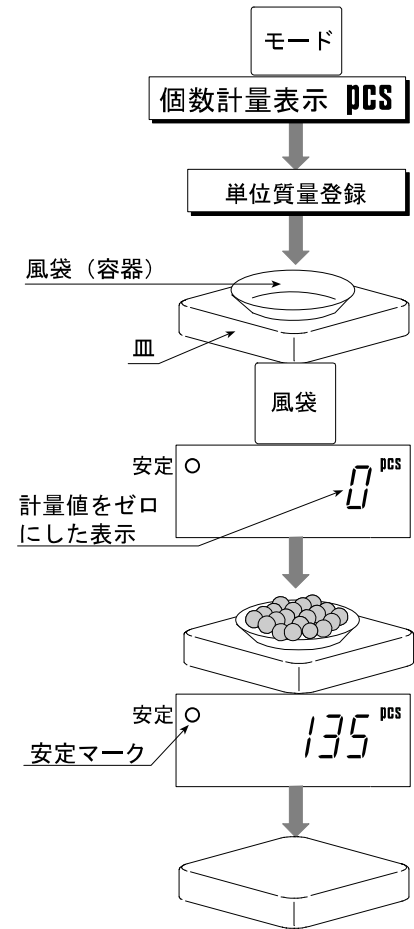 モード
個数計量表示 pcs
単位質量登録
風袋（容器）
皿
風袋
安定
pcs
0
計量値をゼロ
にした表示
安定
pcs
135
安定マーク